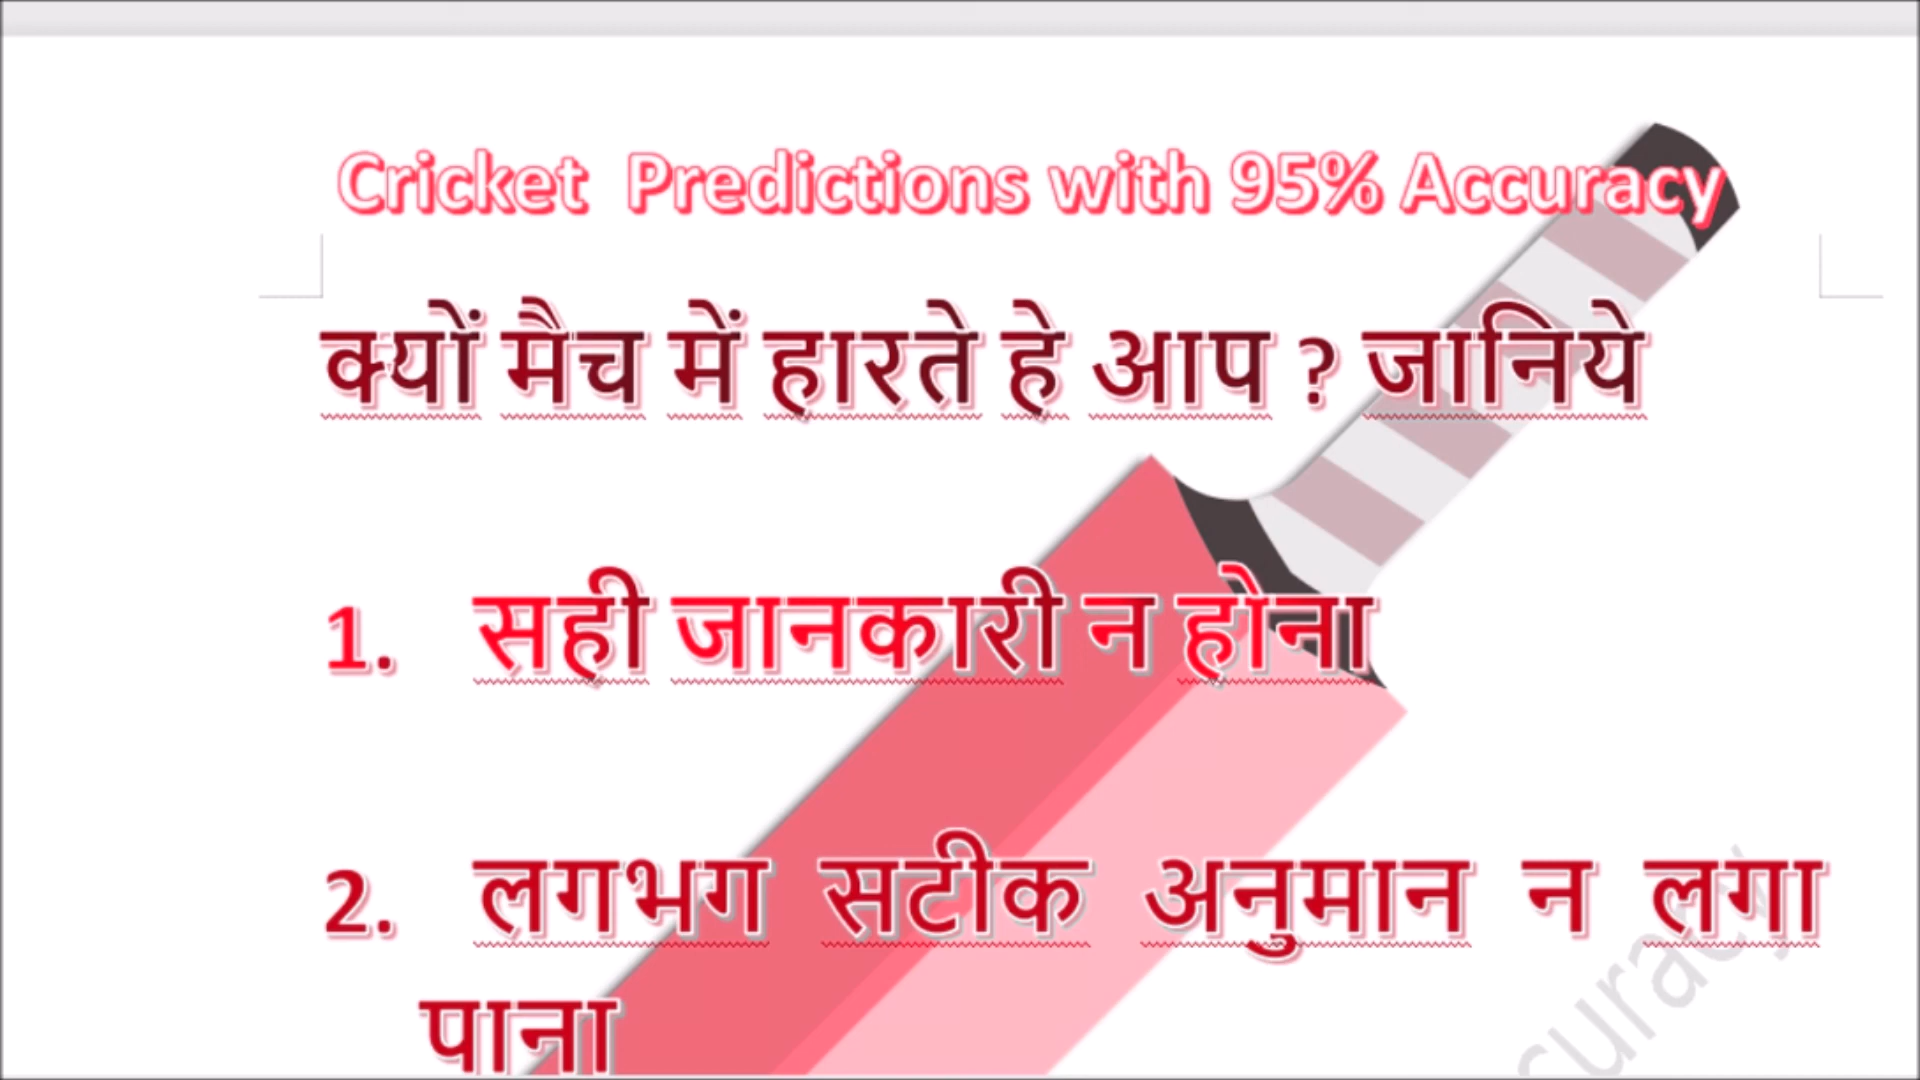 Cricket Predictions with 95% Accuracy
क्यों मैच में हारते हे आप ? जानिये
1. सही जानकारी न होना
2. लगभग सटीक अनुमान न लगा
पाना